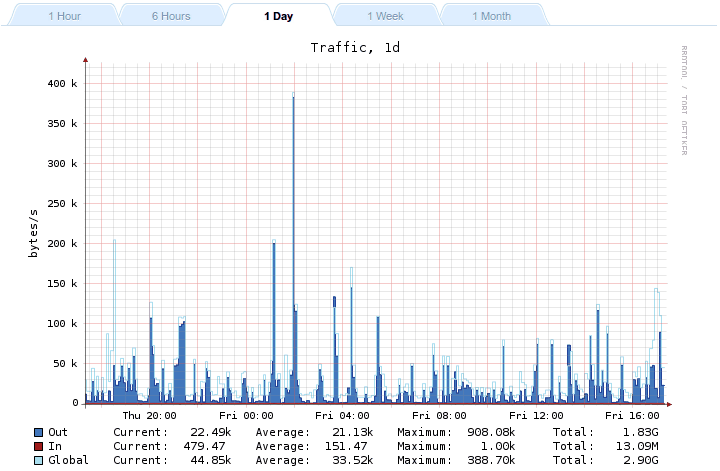 1 Hour 6 Hours 1 Day 1 Week 1 Month
Traffic, 1d
RRDTOOL / TOBI OETIKER
400 k
350 k
300 k
250 k
200 k
150 k
100 k
50 k
0
bytes/s
Thu 20:00 Fri 00:00 Fri 04:00 Fri 08:00 Fri 12:00 Fri 16:00
Out Current: 22.49k Average: 21.13k Maximum: 908.08k Total: 1.83G
In Current: 479.47 Average: 151.47 Maximum: 1.00k Total: 13.09M
Global Current: 44.85k Average: 33.52k Maximum: 388.70k Total: 2.90G